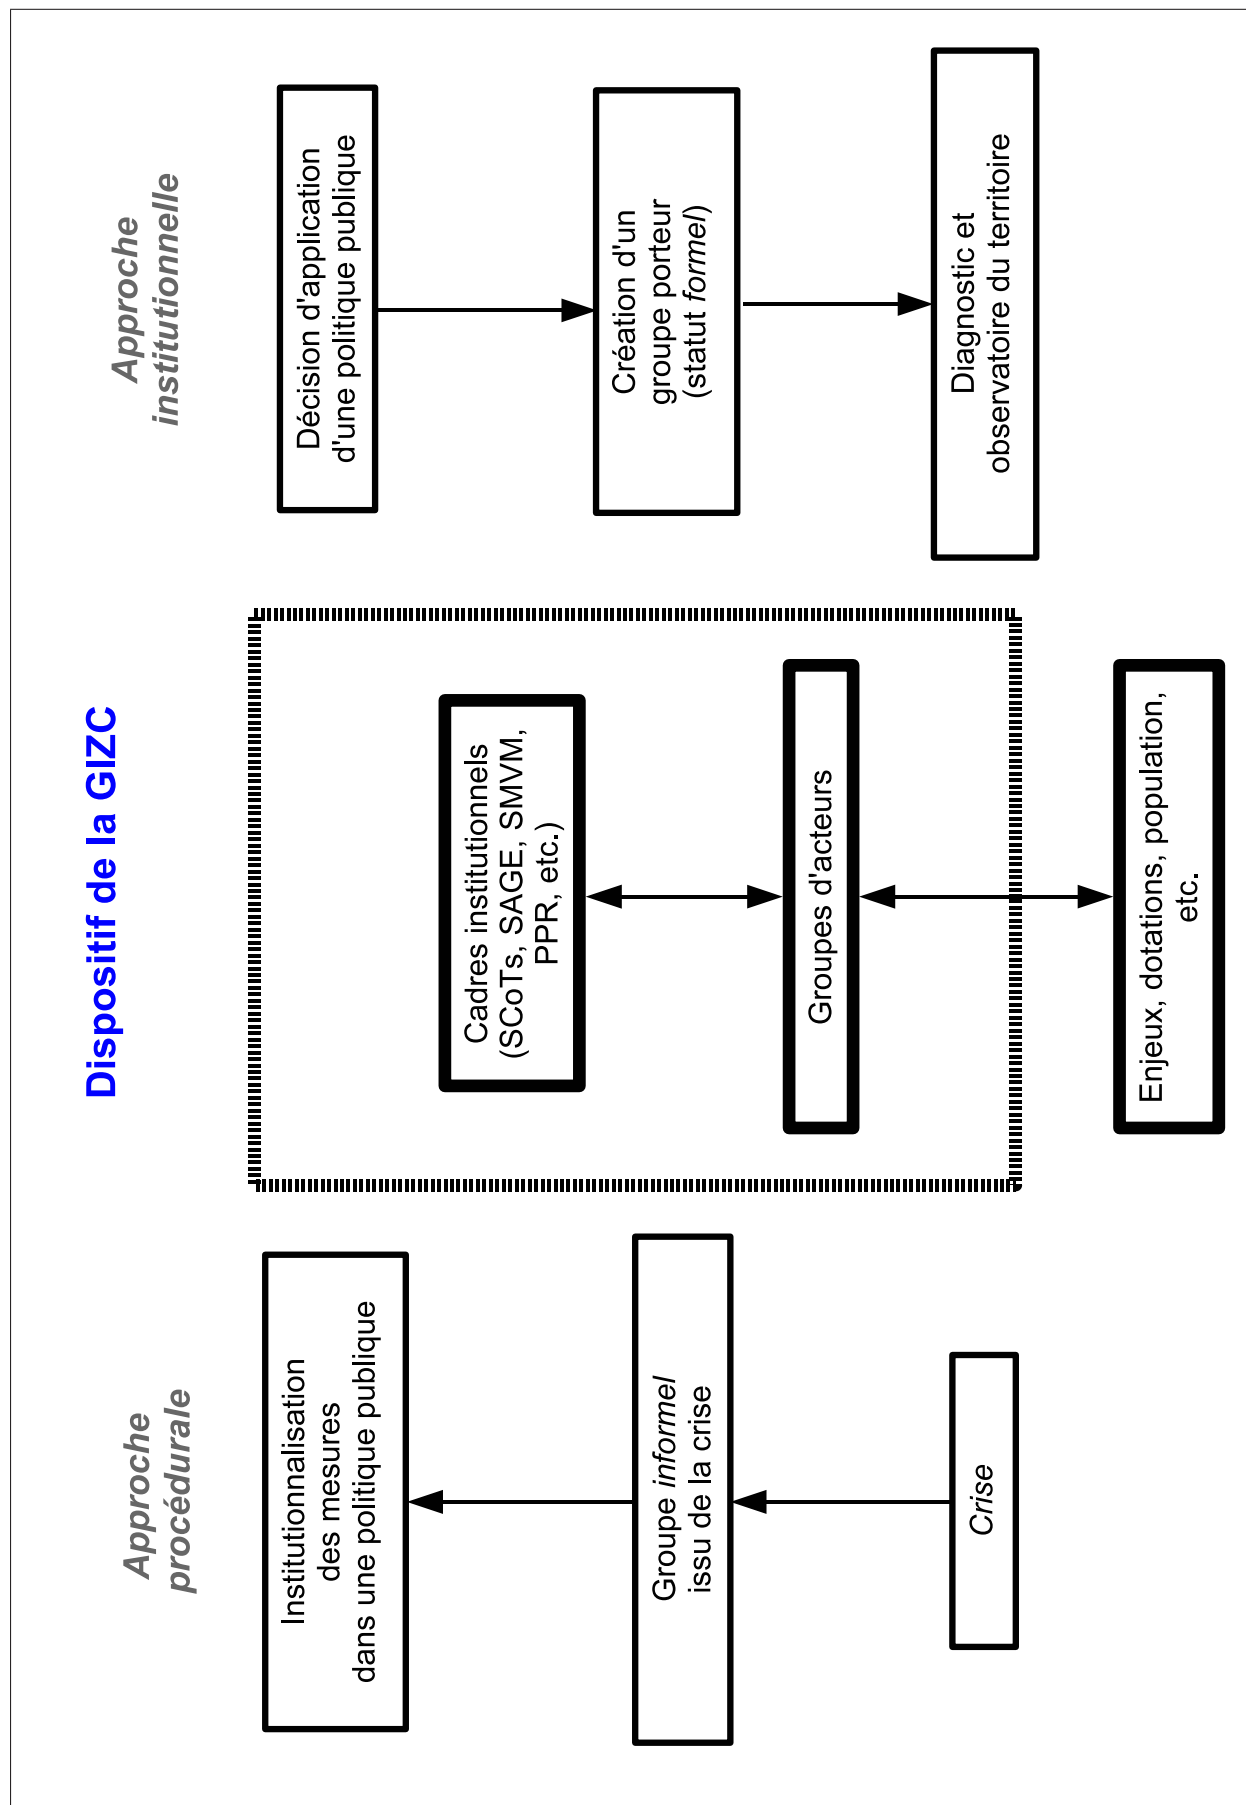 Dispositif de la GIZC
Approche
procédurale
Institutionnalisation
des mesures
dans une politique publique
Groupe informel
issu de la crise
Crise
Cadres institutionnels
(SCoTs, SAGE, SMVM,
PPR, etc.)
Groupes d'acteurs
Enjeux, dotations, population,
etc.
Approche
institutionnelle
Décision d'application
d'une politique publique
Création d'un
groupe porteur
(statut formel)
Diagnostic et
observatoire du territoire